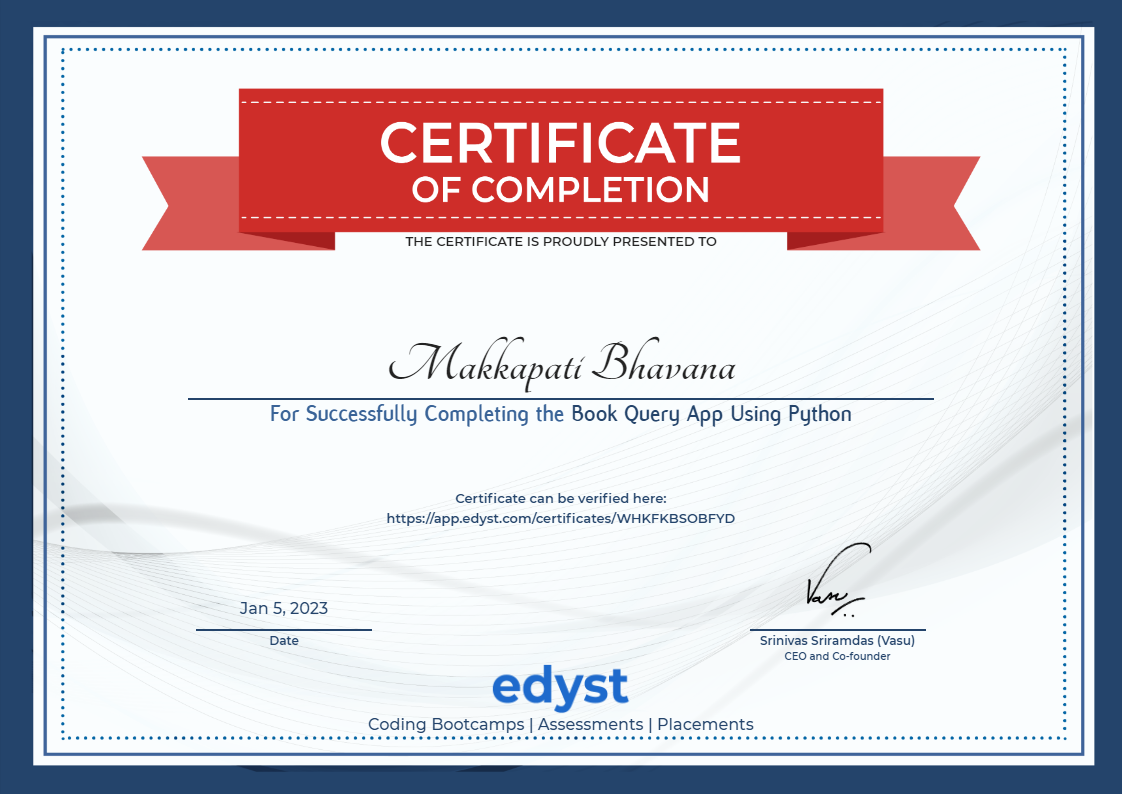 CERTIFICATE
OF COMPLETION
THE CERTIFICATE IS PROUDLY PRESENTED TO
Makkapati Bhavana
For Successfully Completing the Book Query App Using Python
Certificate can be verified here:
https://app.edyst.com/certificates/WHKFKBSOBFYD
Jan 5, 2023
Date
Vasu
Srinivas Sriramdas (Vasu)
CEO and Co-founder
edyst
Coding Bootcamps | Assessments | Placements